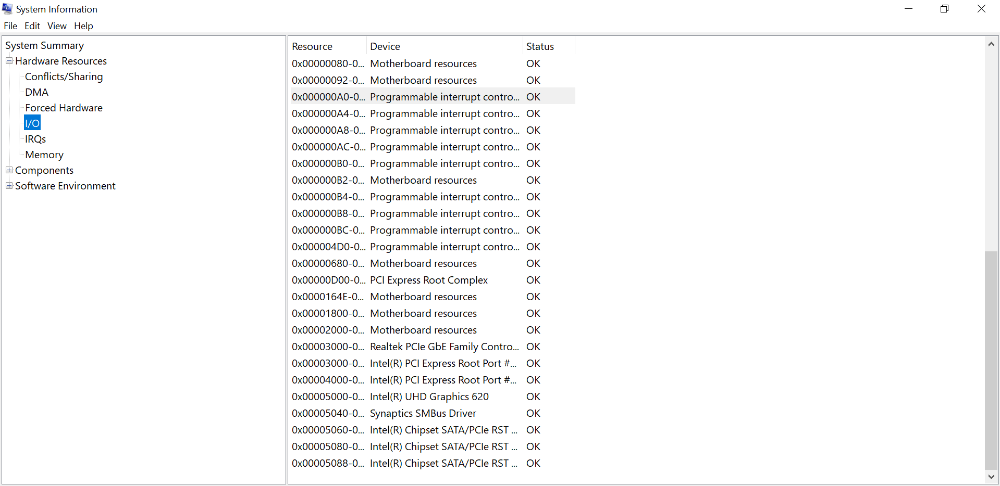 System Information
File Edit View Help
System Summary
Hardware Resources
Conflicts/Sharing
DMA
Forced Hardware
I/O
IRQs
Memory
Components
Software Environment
Resource Device Status
0x00000080-0... Motherboard resources OK
0x00000092-0... Motherboard resources OK
0x000000A0-0... Programmable interrupt contro... OK
0x000000A4-0... Programmable interrupt contro... OK
0x000000A8-0... Programmable interrupt contro... OK
0x000000AC-0... Programmable interrupt contro... OK
0x000000B0-0... Programmable interrupt contro... OK
0x000000B2-0... Motherboard resources OK
0x000000B4-0... Programmable interrupt contro... OK
0x000000B8-0... Programmable interrupt contro... OK
0x000000BC-0... Programmable interrupt contro... OK
0x000004D0-0... Programmable interrupt contro... OK
0x00000680-0... Motherboard resources OK
0x00000D00-0... PCI Express Root Complex OK
0x0000164E-0... Motherboard resources OK
0x00001800-0... Motherboard resources OK
0x00002000-0... Motherboard resources OK
0x00003000-0... Realtek PCIe GbE Family Contro... OK
0x00003000-0... Intel(R) PCI Express Root Port #... OK
0x00004000-0... Intel(R) PCI Express Root Port #... OK
0x00005000-0... Intel(R) UHD Graphics 620 OK
0x00005040-0... Synaptics SMBus Driver OK
0x00005060-0... Intel(R) Chipset SATA/PCIe RST ... OK
0x00005080-0... Intel(R) Chipset SATA/PCIe RST ... OK
0x00005088-0... Intel(R) Chipset SATA/PCIe RST ... OK